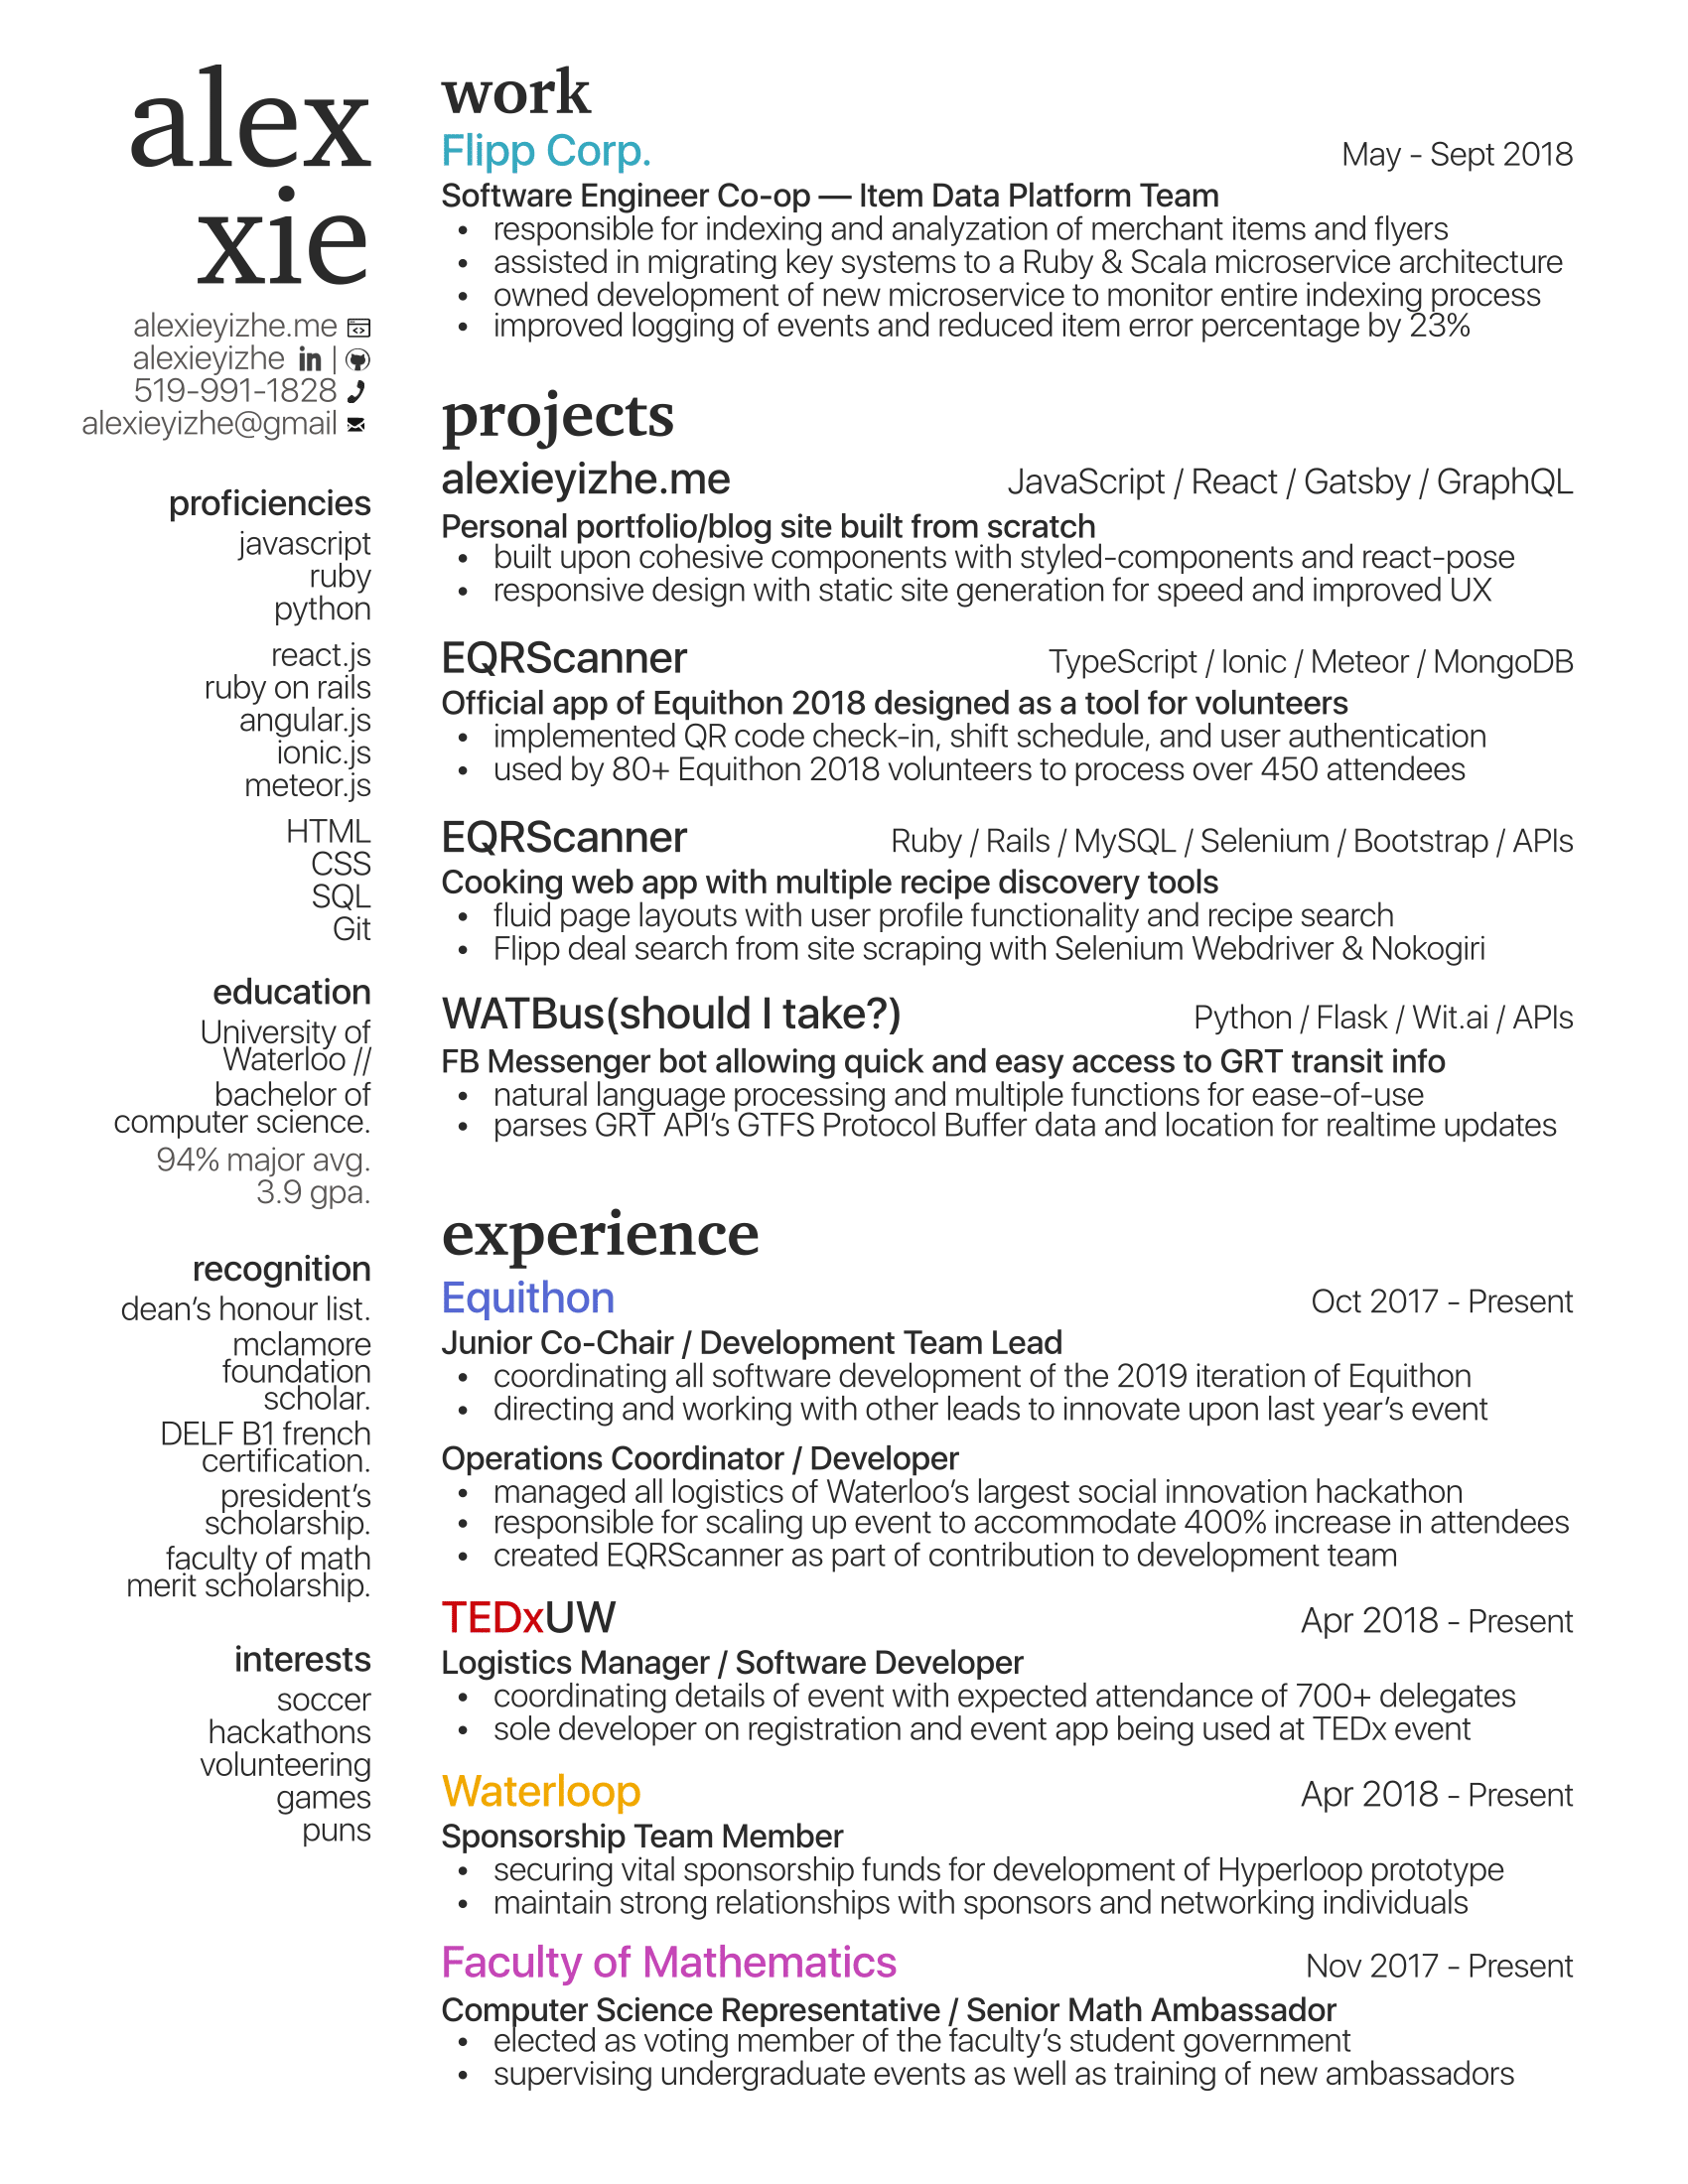 alex
xie
alexieyizhe.me
alexieyizhe in |
519-991-1828
alexieyizhe@gmail
proficiencies
javascript
ruby
python
react.js
ruby on rails
angular.js
ionic.js
meteor.js
HTML
CSS
SQL
Git
education
University of
Waterloo //
bachelor of
computer science.
94% major avg.
3.9 gpa.
recognition
dean’s honour list.
mclamore
foundation
scholar.
DELF B1 french
certification.
president’s
scholarship.
faculty of math
merit scholarship.
interests
soccer
hackathons
volunteering
games
puns
work
Flipp Corp. May - Sept 2018
Software Engineer Co-op — Item Data Platform Team
• responsible for indexing and analyzation of merchant items and flyers
• assisted in migrating key systems to a Ruby & Scala microservice architecture
• owned development of new microservice to monitor entire indexing process
• improved logging of events and reduced item error percentage by 23%
projects
alexieyizhe.me JavaScript / React / Gatsby / GraphQL
Personal portfolio/blog site built from scratch
• built upon cohesive components with styled-components and react-pose
• responsive design with static site generation for speed and improved UX
EQRScanner TypeScript / Ionic / Meteor / MongoDB
Official app of Equithon 2018 designed as a tool for volunteers
• implemented QR code check-in, shift schedule, and user authentication
• used by 80+ Equithon 2018 volunteers to process over 450 attendees
EQRScanner Ruby / Rails / MySQL / Selenium / Bootstrap / APIs
Cooking web app with multiple recipe discovery tools
• fluid page layouts with user profile functionality and recipe search
• Flipp deal search from site scraping with Selenium Webdriver & Nokogiri
WATBus(should I take?) Python / Flask / Wit.ai / APIs
FB Messenger bot allowing quick and easy access to GRT transit info
• natural language processing and multiple functions for ease-of-use
• parses GRT API’s GTFS Protocol Buffer data and location for realtime updates
experience
Equithon Oct 2017 - Present
Junior Co-Chair / Development Team Lead
• coordinating all software development of the 2019 iteration of Equithon
• directing and working with other leads to innovate upon last year’s event
Operations Coordinator / Developer
• managed all logistics of Waterloo’s largest social innovation hackathon
• responsible for scaling up event to accommodate 400% increase in attendees
• created EQRScanner as part of contribution to development team
TEDxUW Apr 2018 - Present
Logistics Manager / Software Developer
• coordinating details of event with expected attendance of 700+ delegates
• sole developer on registration and event app being used at TEDx event
Waterloop Apr 2018 - Present
Sponsorship Team Member
• securing vital sponsorship funds for development of Hyperloop prototype
• maintain strong relationships with sponsors and networking individuals
Faculty of Mathematics Nov 2017 - Present
Computer Science Representative / Senior Math Ambassador
• elected as voting member of the faculty’s student government
• supervising undergraduate events as well as training of new ambassadors